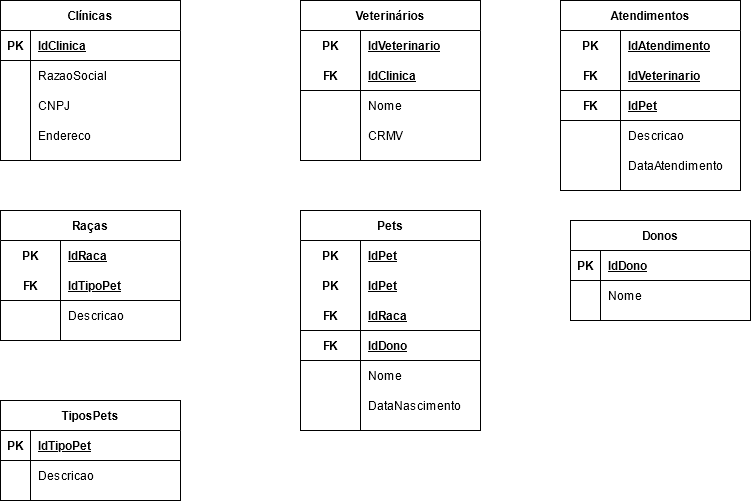 Clínicas
PK IdClinica
RazaoSocial
CNPJ
Endereco
Veterinários
PK IdVeterinario
FK IdClinica
Nome
CRMV
Atendimentos
PK IdAtendimento
FK IdVeterinario
FK IdPet
Descricao
DataAtendimento
Raças
PK IdRaca
FK IdTipoPet
Descricao
Pets
PK IdPet
PK IdPet
FK IdRaca
FK IdDono
Nome
DataNascimento
Donos
PK IdDono
Nome
TiposPets
PK IdTipoPet
Descricao